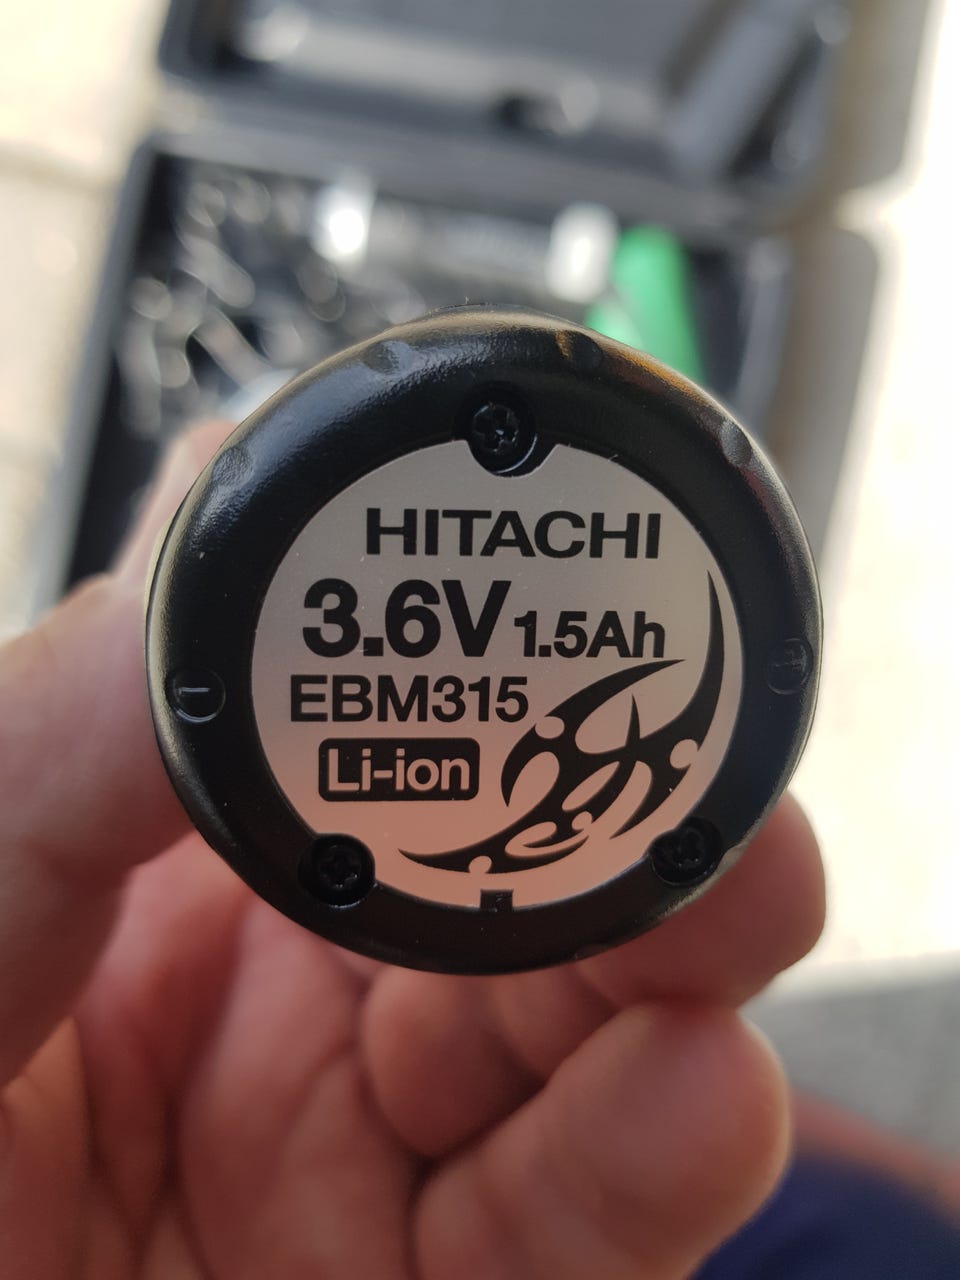 HITACHI
3.6V 1.5Ah
EBM315
Li-ion